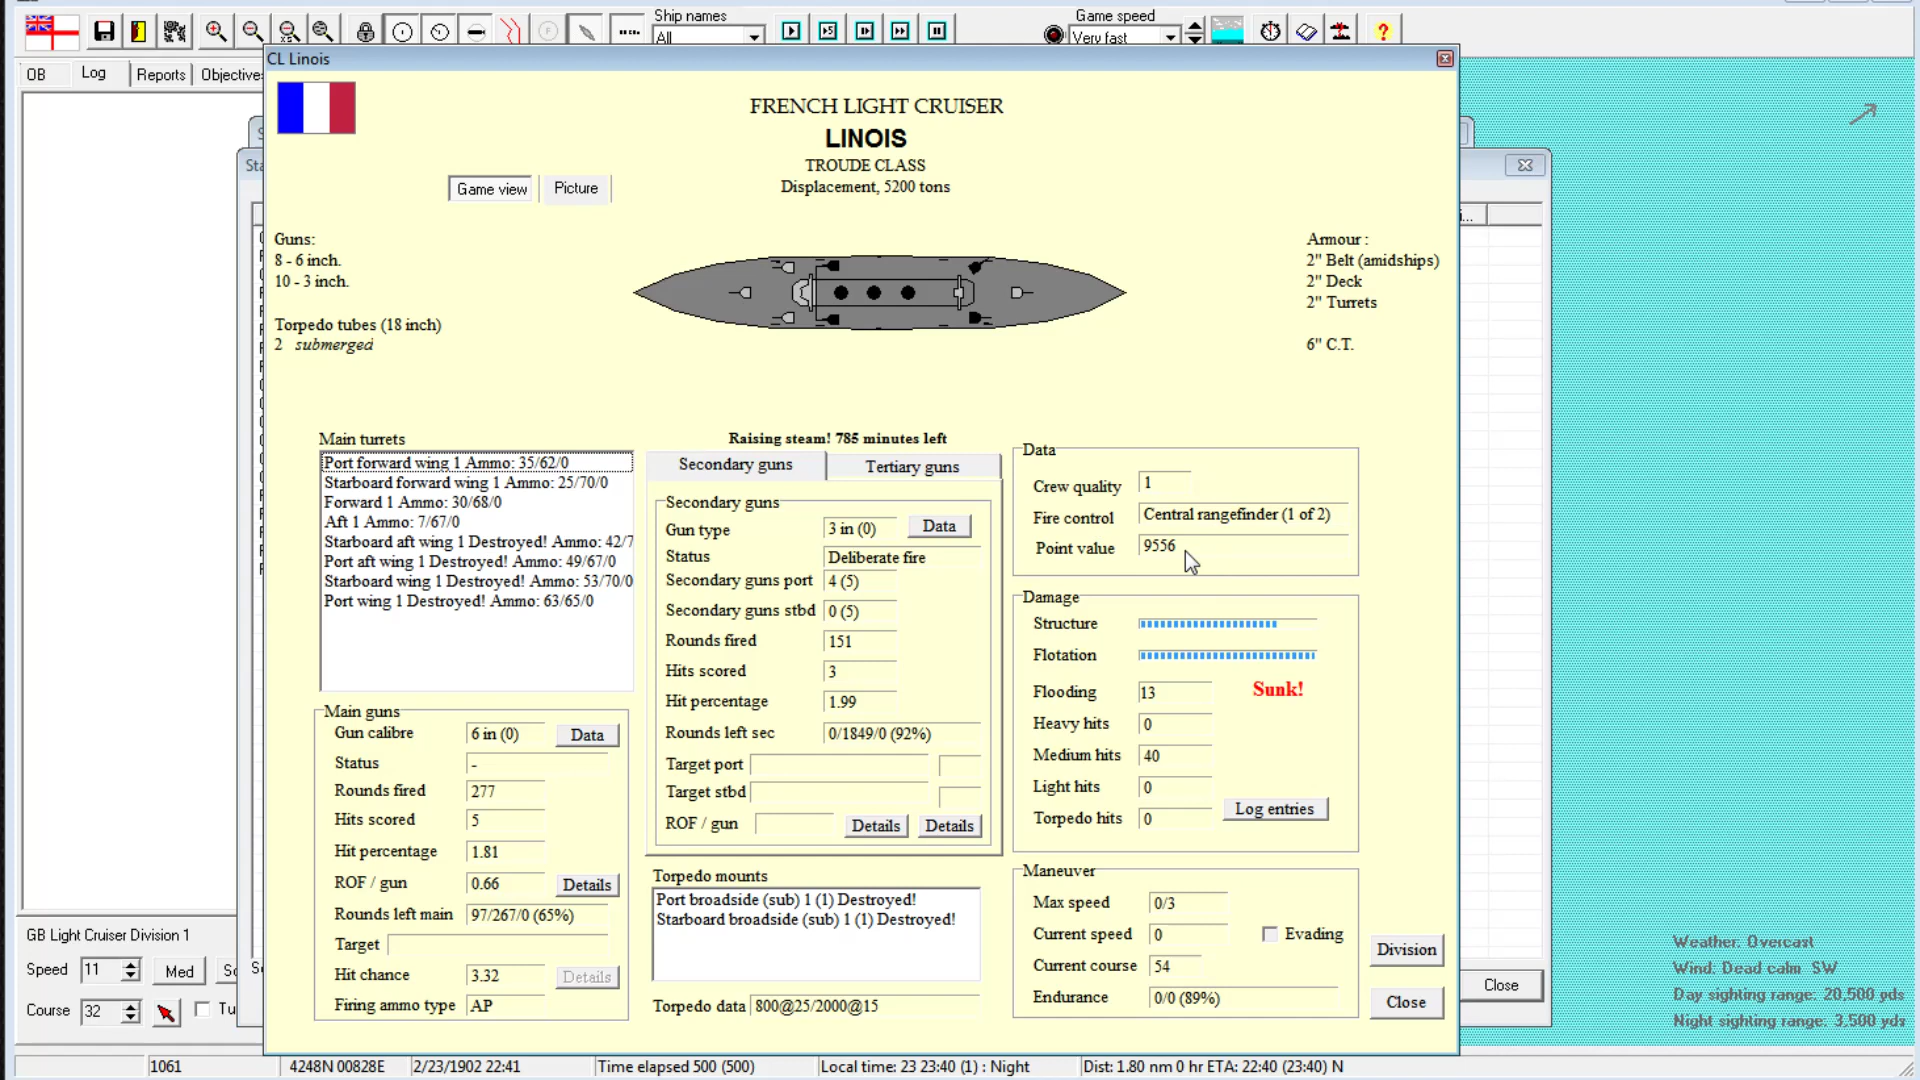 Ship names
All
Game speed
Very fast
OB
Log
Reports
Objective
CL Linois
FRENCH LIGHT CRUISER
LINOIS
TROUDE CLASS
Displacement, 5200 tons
Game view
Picture
Guns:
8 - 6 inch.
10 - 3 inch.
Torpedo tubes (18 inch)
2 submerged
Armour :
2" Belt (amidships)
2" Deck
2" Turrets
6" C.T.
Main turrets
Port forward wing 1 Ammo: 35/62/0
Starboard forward wing 1 Ammo: 25/70/0
Forward 1 Ammo: 30/68/0
Aft 1 Ammo: 7/67/0
Starboard aft wing 1 Destroyed! Ammo: 42/7
Port aft wing 1 Destroyed! Ammo: 49/67/0
Starboard wing 1 Destroyed! Ammo: 53/70/0
Port wing 1 Destroyed! Ammo: 63/65/0
Main guns
Gun calibre 6 in (0) Data
Status -
Rounds fired 277
Hits scored 5
Hit percentage 1.81
ROF / gun 0.66 Details
Rounds left main 97/267/0 (65%)
Target
Hit chance 3.32 Details
Firing ammo type AP
Raising steam! 785 minutes left
Secondary guns
Tertiary guns
Secondary guns
Gun type 3 in (0) Data
Status Deliberate fire
Secondary guns port 4 (5)
Secondary guns stbd 0 (5)
Rounds fired 151
Hits scored 3
Hit percentage 1.99
Rounds left sec 0/1849/0 (92%)
Target port
Target stbd
ROF / gun Details Details
Torpedo mounts
Port broadside (sub) 1 (1) Destroyed!
Starboard broadside (sub) 1 (1) Destroyed!
Torpedo data 800@25/2000@15
Data
Crew quality 1
Fire control Central rangefinder (1 of 2)
Point value 9556
Damage
Structure
Flotation
Flooding 13 Sunk!
Heavy hits 0
Medium hits 40
Light hits 0
Torpedo hits 0
Log entries
Maneuver
Max speed 0/3
Current speed 0 Evading
Current course 54
Endurance 0/0 (89%)
Division
Close
Close
GB Light Cruiser Division 1
Speed 11 Med
Course 32 Tu
Weather: Overcast
Wind: Dead calm SW
Day sighting range: 20,500 yds
Night sighting range: 3,500 yds
1061
4248N 00828E
2/23/1902 22:41
Time elapsed 500 (500)
Local time: 23 23:40 (1) : Night
Dist: 1.80 nm 0 hr ETA: 22:40 (23:40) N